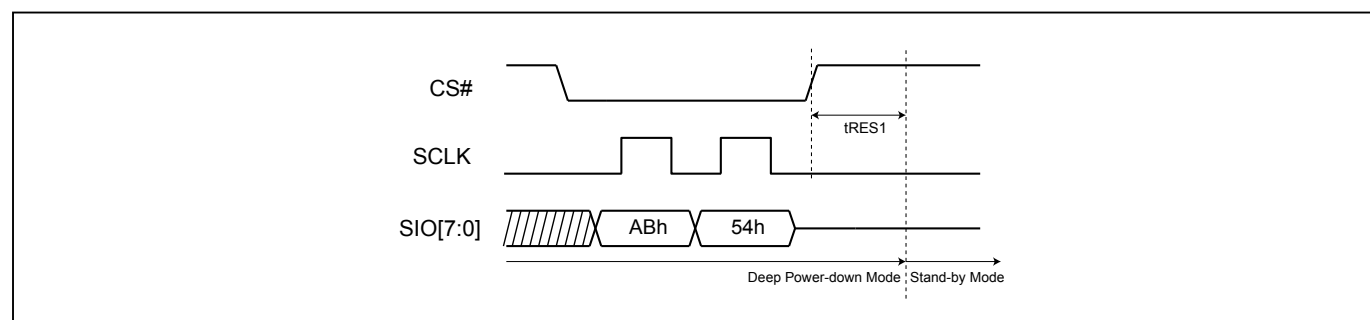 CS#
tRES1
SCLK
SIO[7:0]
ABh
54h
Deep Power-down Mode
Stand-by Mode